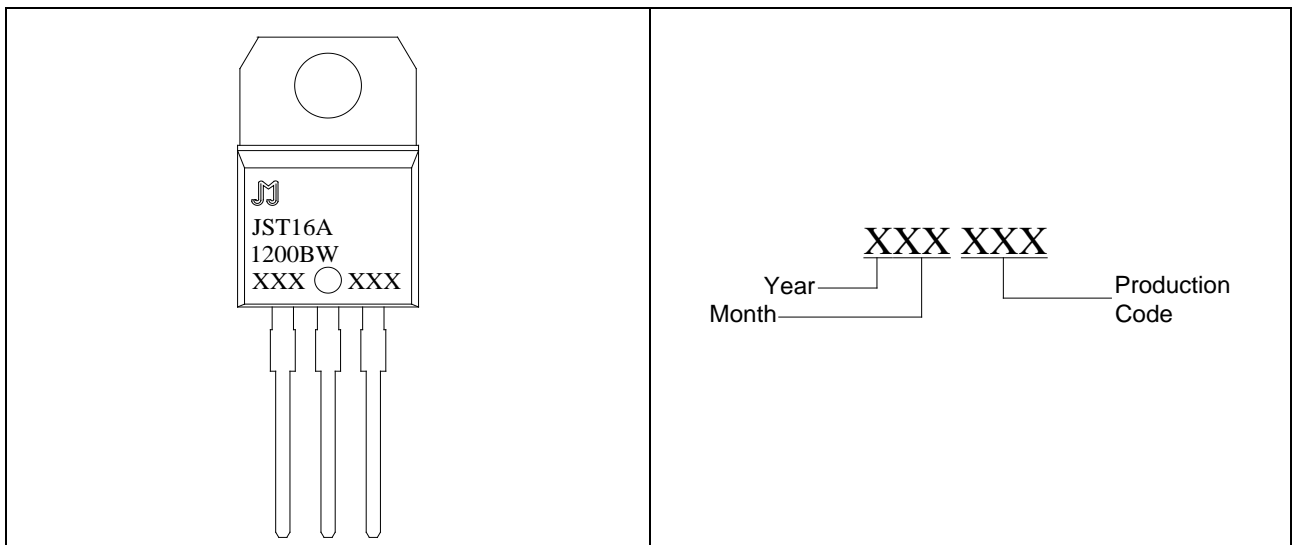 JST16A
1200BW
XXX XXX
XXX XXX
Year
Month
Production
Code